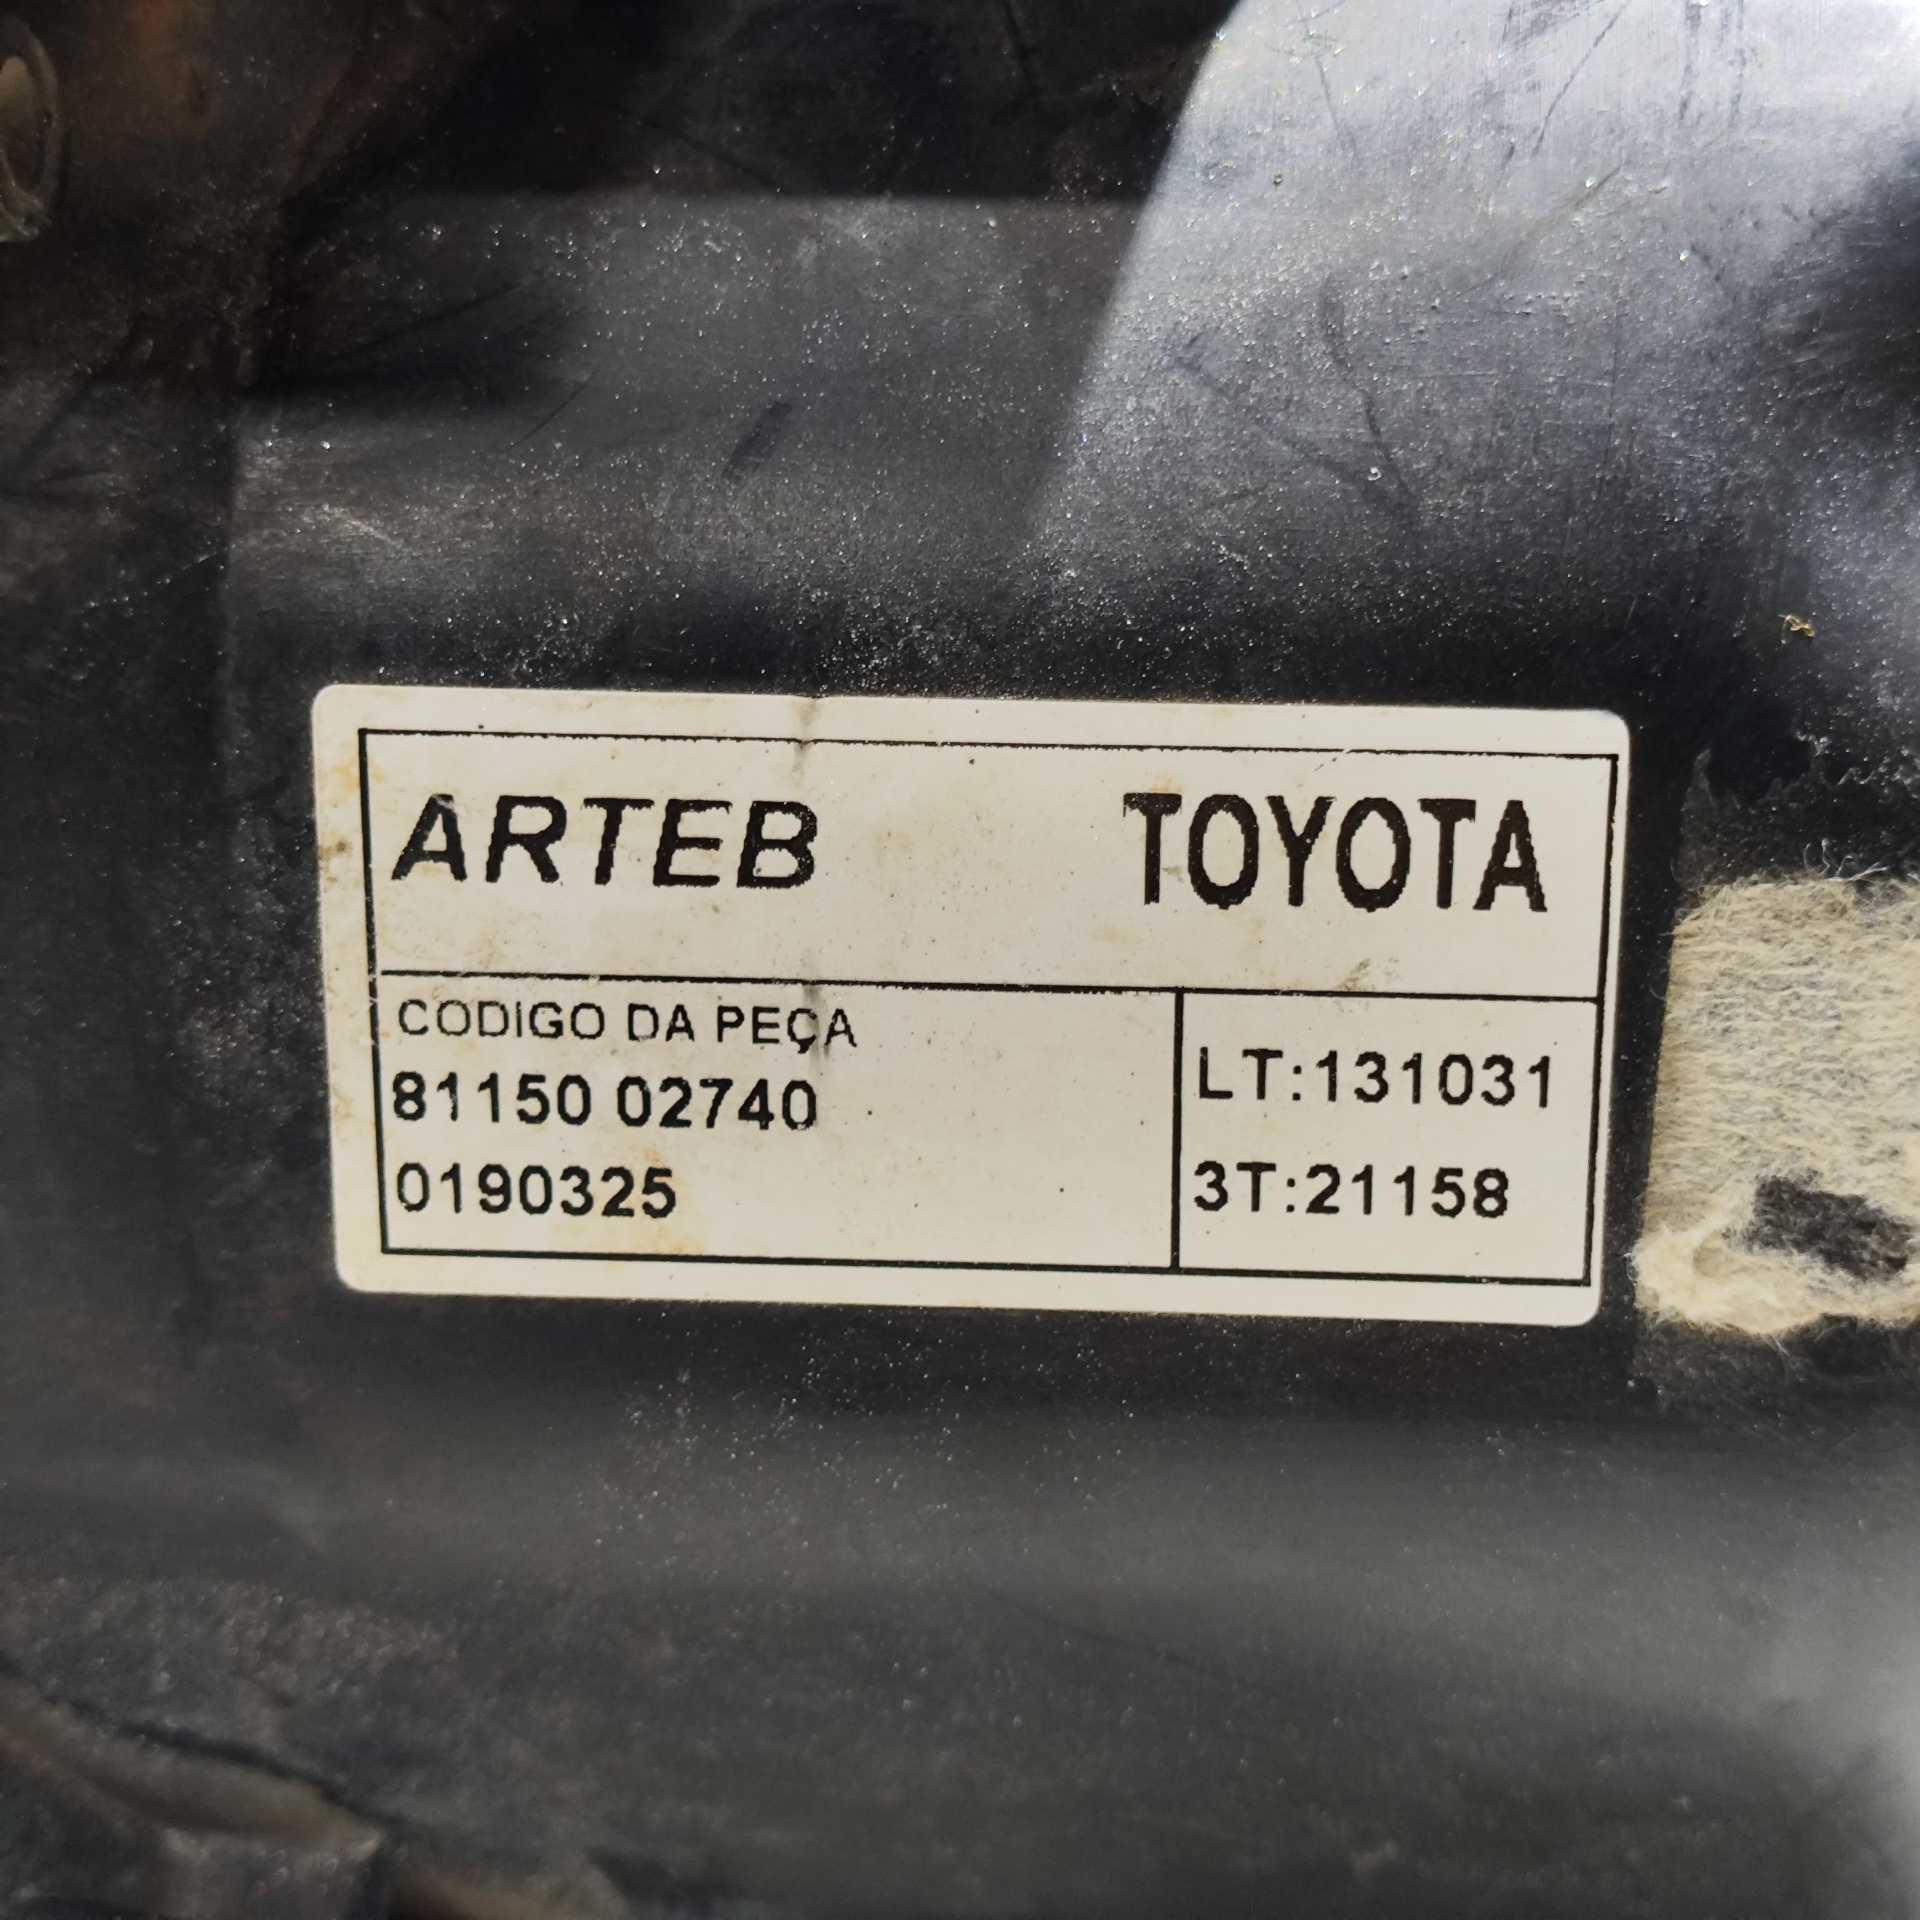 ARTEB TOYOTA
CODIGO DA PEÇA
81150 02740
0190325
LT:131031
3T:21158